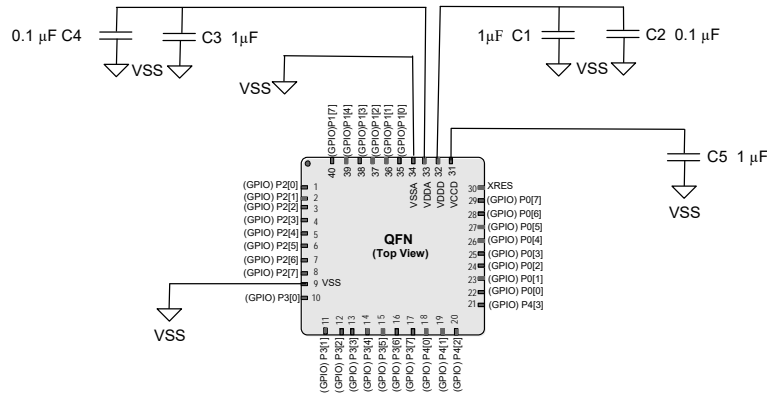 0.1 µF C4
C3 1µF
1µF C1
C2 0.1 µF
VSS
VSS
VSS
C5 1 µF
VSS
(GPIO)P1[7]
(GPIO)P1[4]
(GPIO)P1[3]
(GPIO)P1[2]
(GPIO)P1[1]
(GPIO)P1[0]
40
39
38
37
36
35
34
33
32
31
VSSA
VDDA
VDDD
VCCD
QFN
(Top View)
(GPIO) P2[0] 1
(GPIO) P2[1] 2
(GPIO) P2[2] 3
(GPIO) P2[3] 4
(GPIO) P2[4] 5
(GPIO) P2[5] 6
(GPIO) P2[6] 7
(GPIO) P2[7] 8
9 VSS
(GPIO) P3[0] 10
VSS
30 XRES
29 (GPIO) P0[7]
28 (GPIO) P0[6]
27 (GPIO) P0[5]
26 (GPIO) P0[4]
25 (GPIO) P0[3]
24 (GPIO) P0[2]
23 (GPIO) P0[1]
22 (GPIO) P0[0]
21 (GPIO) P4[3]
11
12
13
14
15
16
17
18
19
20
(GPIO) P3[1]
(GPIO) P3[2]
(GPIO) P3[3]
(GPIO) P3[4]
(GPIO) P3[5]
(GPIO) P3[6]
(GPIO) P3[7]
(GPIO) P4[0]
(GPIO) P4[1]
(GPIO) P4[2]